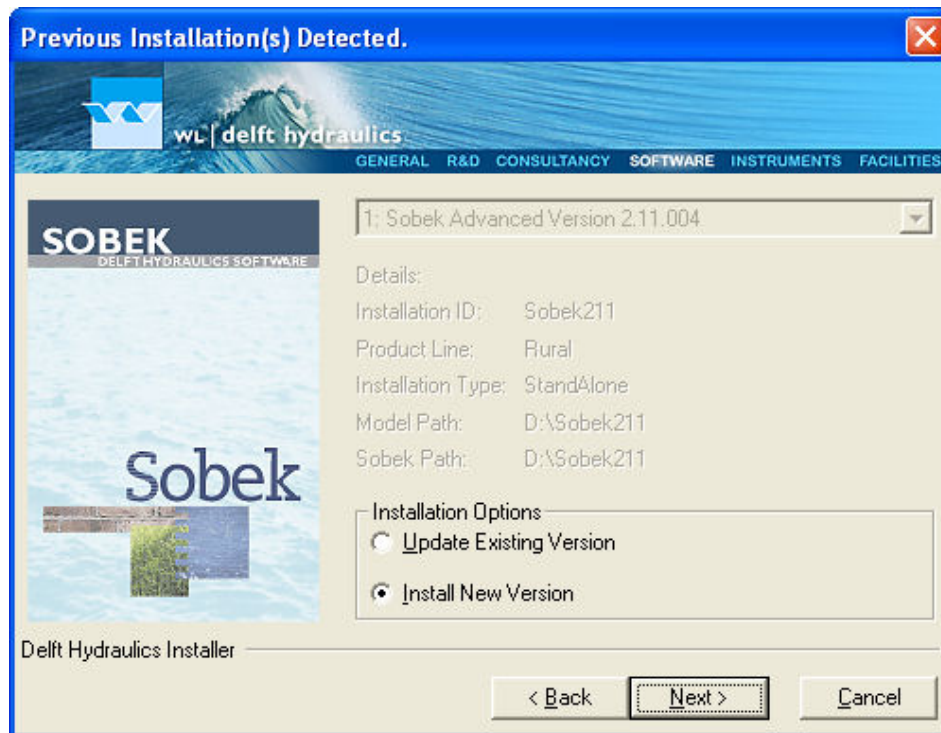 Previous Installation(s) Detected.
WL | delft hydraulics
GENERAL R&D CONSULTANCY SOFTWARE INSTRUMENTS FACILITIES
SOBEK
DELFT HYDRAULICS SOFTWARE
Sobek
1: Sobek Advanced Version 2.11.004
Details:
Installation ID: Sobek211
Product Line: Rural
Installation Type: StandAlone
Model Path: D:\Sobek211
Sobek Path: D:\Sobek211
Installation Options
Update Existing Version
Install New Version
Delft Hydraulics Installer
< Back Next > Cancel